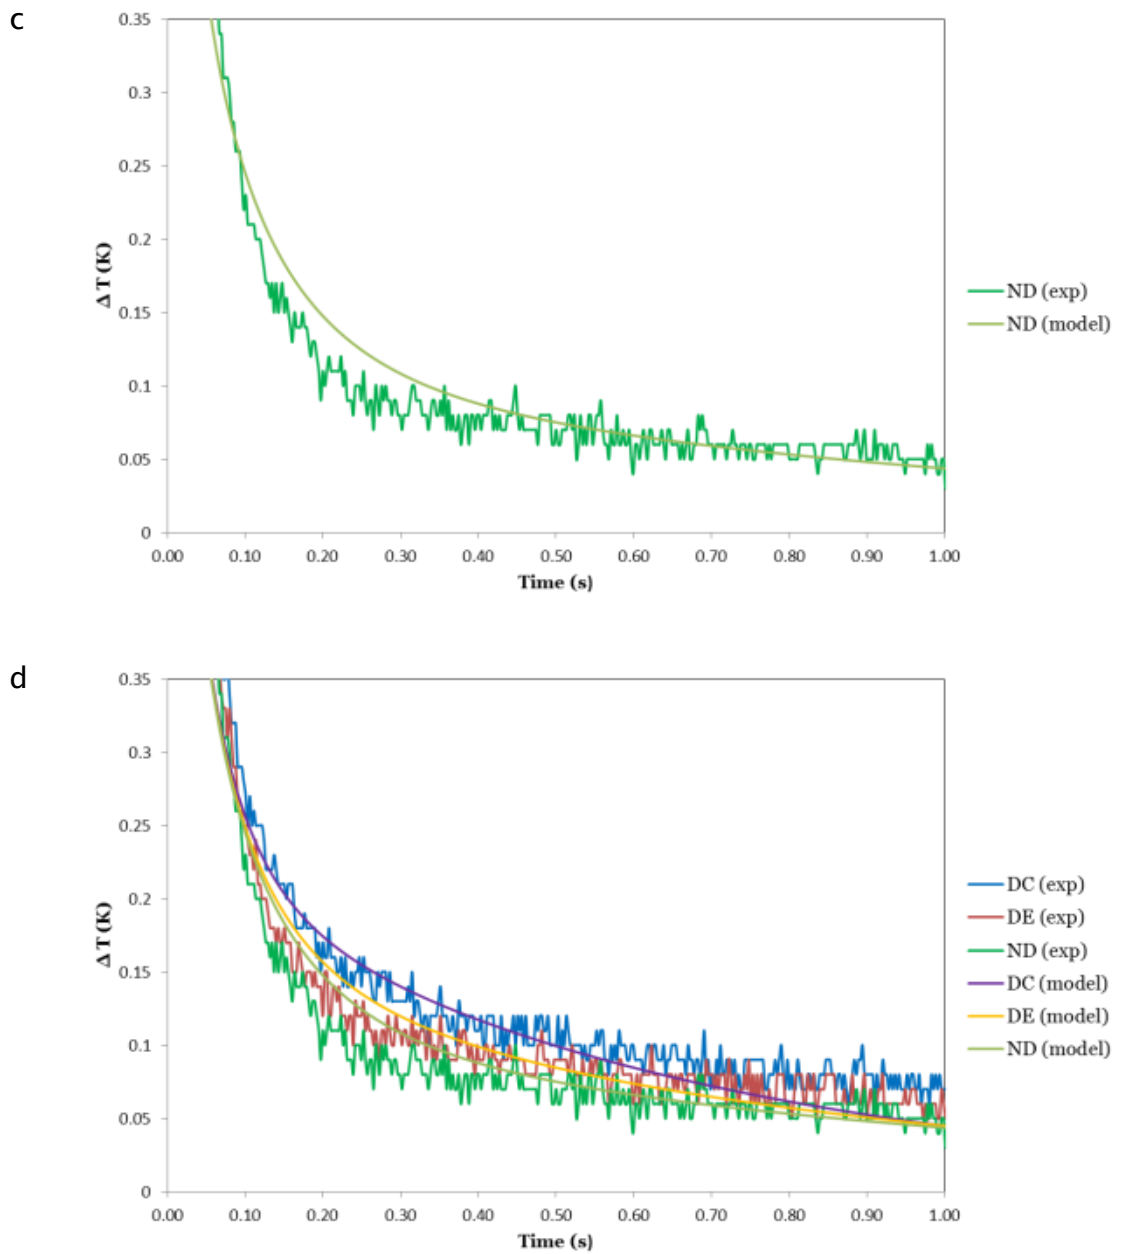 c
0.35
0.3
0.25
0.2
0.15
0.1
0.05
0
Δ T (K)
0.00 0.10 0.20 0.30 0.40 0.50 0.60 0.70 0.80 0.90 1.00
Time (s)
ND (exp)
ND (model)
d
0.35
0.3
0.25
0.2
0.15
0.1
0.05
0
Δ T (K)
0.00 0.10 0.20 0.30 0.40 0.50 0.60 0.70 0.80 0.90 1.00
Time (s)
DC (exp)
DE (exp)
ND (exp)
DC (model)
DE (model)
ND (model)